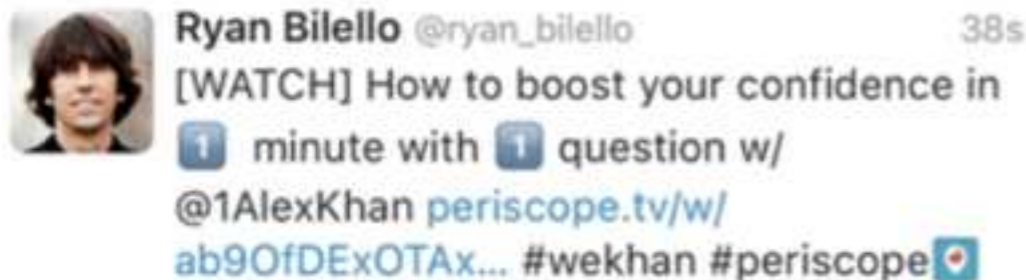 Ryan Bilello @ryan_bilello 38s
[WATCH] How to boost your confidence in
1️⃣ minute with 1️⃣ question w/
@1AlexKhan periscope.tv/w/
ab9OfDExOTAx... #wekhan #periscope